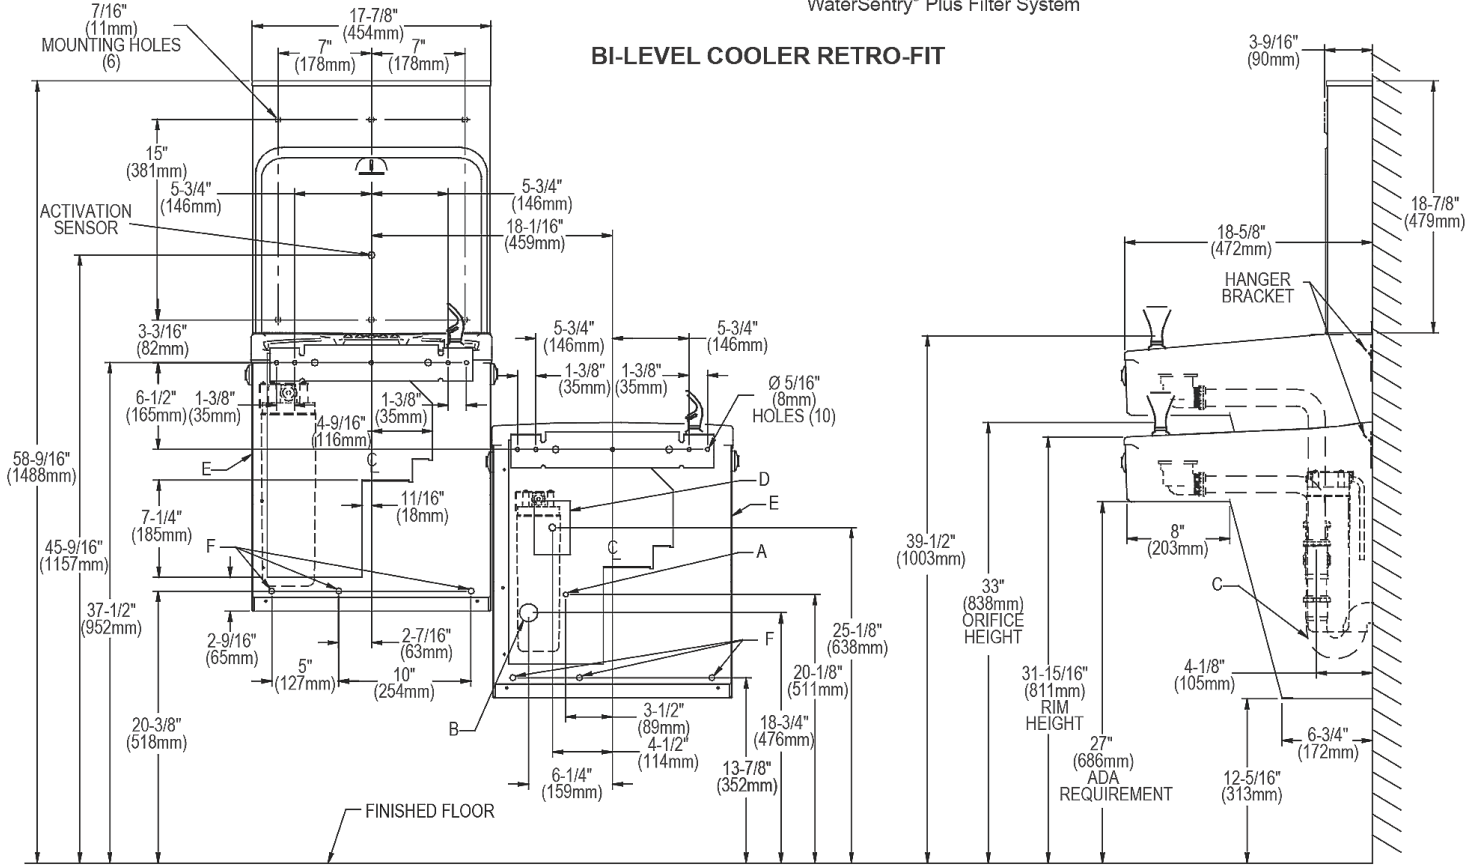 WaterSentry® Plus Filter System
BI-LEVEL COOLER RETRO-FIT
7/16"
(11mm)
MOUNTING HOLES
(6)
17-7/8"
(454mm)
7"
(178mm)
7"
(178mm)
3-9/16"
(90mm)
15"
(381mm)
5-3/4"
(146mm)
5-3/4"
(146mm)
ACTIVATION
SENSOR
18-1/16"
(459mm)
18-7/8"
(479mm)
18-5/8"
(472mm)
HANGER
BRACKET
3-3/16"
(82mm)
5-3/4"
(146mm)
5-3/4"
(146mm)
6-1/2"
(165mm)
1-3/8"
(35mm)
1-3/8"
(35mm)
4-9/16"
(116mm)
1-3/8"
(35mm)
1-3/8"
(35mm)
Ø 5/16"
(8mm)
HOLES (10)
58-9/16"
(1488mm)
E
C
D
E
11/16"
(18mm)
7-1/4"
(185mm)
F
C
A
45-9/16"
(1157mm)
39-1/2"
(1003mm)
8"
(203mm)
33"
(838mm)
ORIFICE
HEIGHT
C
37-1/2"
(952mm)
2-9/16"
(65mm)
2-7/16"
(63mm)
25-1/8"
(638mm)
F
5"
(127mm)
10"
(254mm)
20-1/8"
(511mm)
31-15/16"
(811mm)
RIM
HEIGHT
4-1/8"
(105mm)
20-3/8"
(518mm)
B
3-1/2"
(89mm)
4-1/2"
(114mm)
18-3/4"
(476mm)
6-1/4"
(159mm)
13-7/8"
(352mm)
27"
(686mm)
ADA
REQUIREMENT
6-3/4"
(172mm)
12-5/16"
(313mm)
FINISHED FLOOR